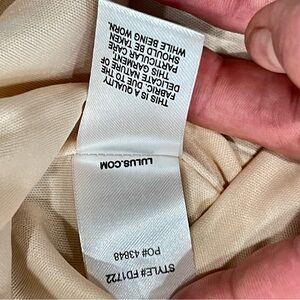 STYLE# FD1722
PO# 43848
LULUS.COM
THIS IS A QUALITY
FABRIC. DUE TO THE
DELICATE NATURE OF
THIS GARMENT
PARTICULAR CARE
SHOULD BE TAKEN
WHILE BEING WORN.